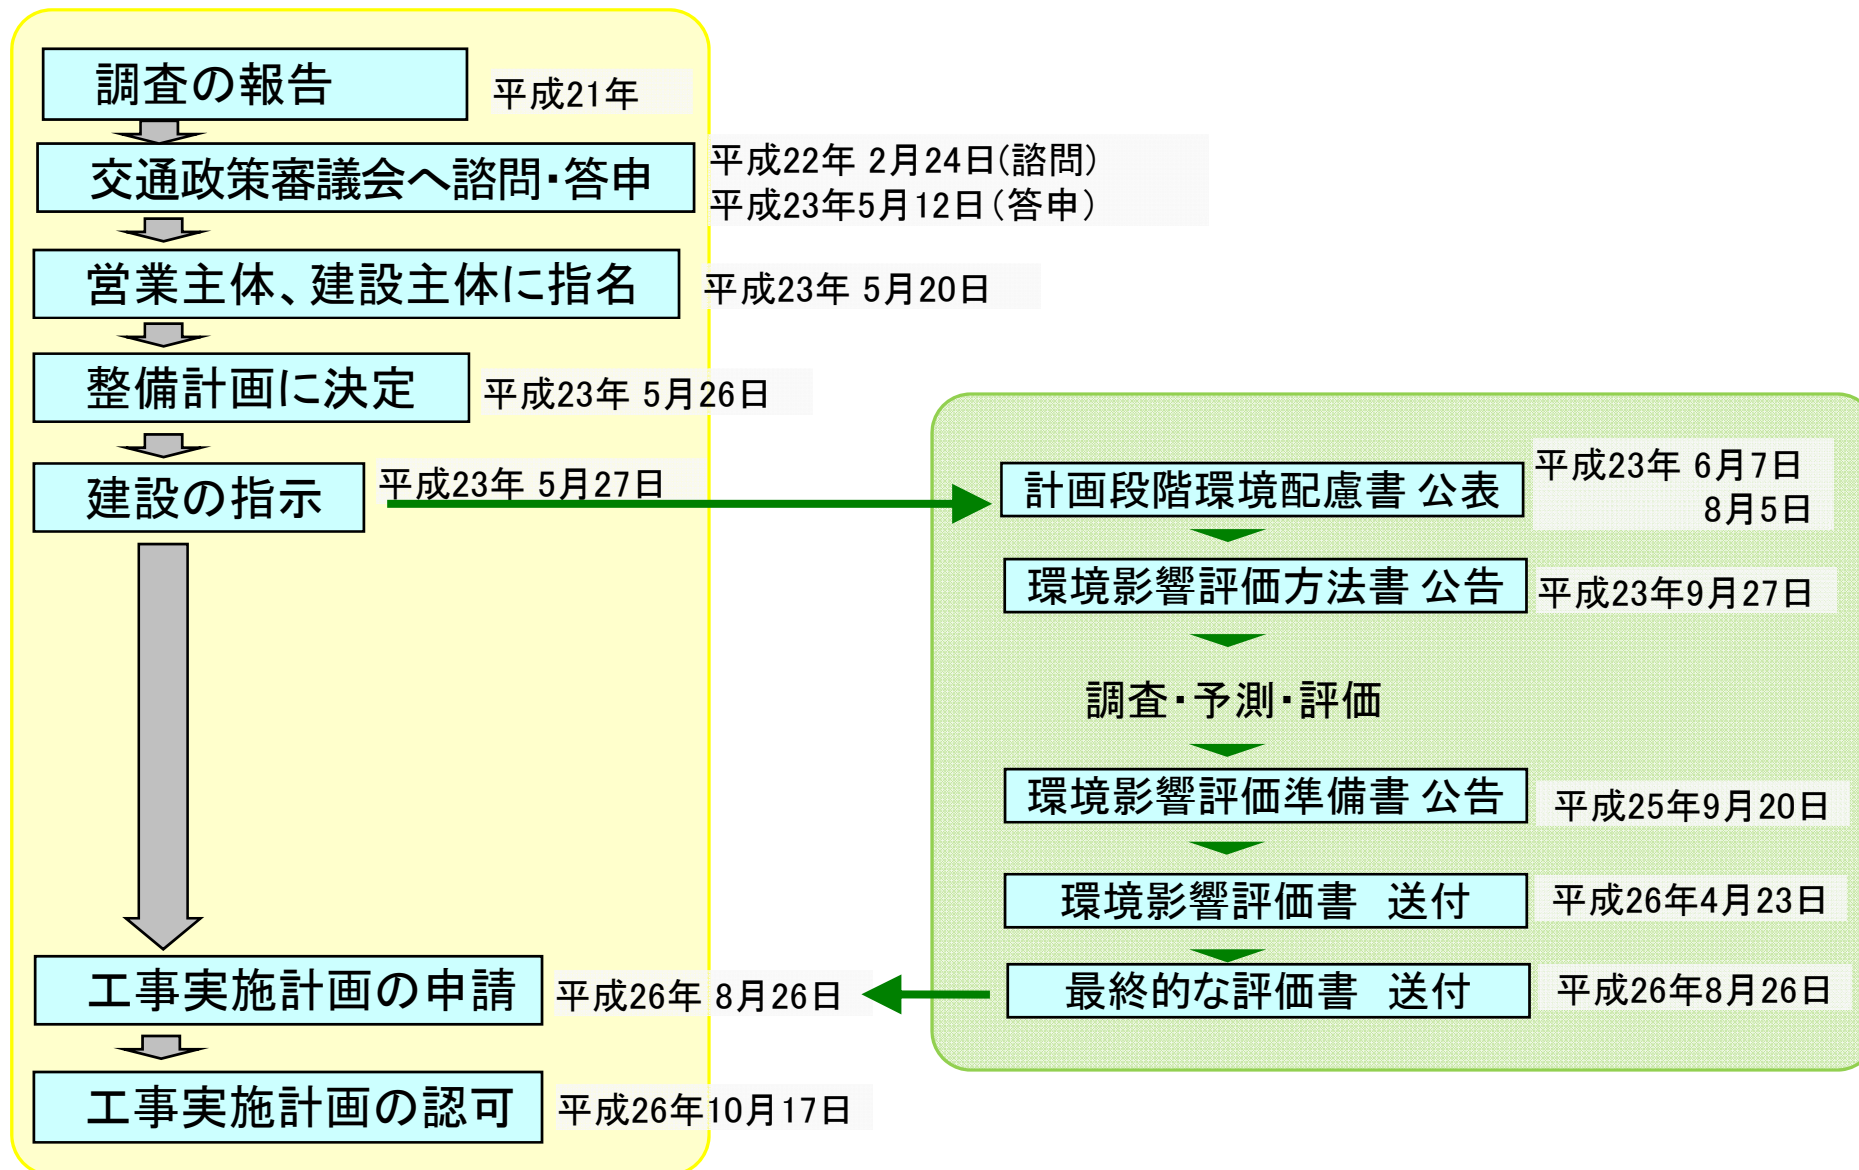 調査の報告
平成21年
交通政策審議会へ諮問・答申
平成22年 2月24日(諮問)
平成23年5月12日(答申)
営業主体、建設主体に指名
平成23年 5月20日
整備計画に決定
平成23年 5月26日
建設の指示
平成23年 5月27日
工事実施計画の申請
平成26年 8月26日
工事実施計画の認可
平成26年10月17日
計画段階環境配慮書 公表
平成23年 6月7日
8月5日
環境影響評価方法書 公告
平成23年9月27日
調査・予測・評価
環境影響評価準備書 公告
平成25年9月20日
環境影響評価書 送付
平成26年4月23日
最終的な評価書 送付
平成26年8月26日